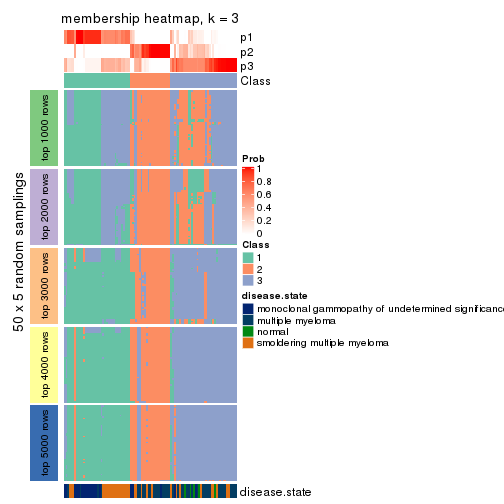 membership heatmap, k = 3
p1
p2
p3
Class
50 x 5 random samplings
top 1000 rows
top 2000 rows
top 3000 rows
top 4000 rows
top 5000 rows
Prob
1
0.8
0.6
0.4
0.2
0
Class
1
2
3
disease.state
monoclonal gammopathy of undetermined significance
multiple myeloma
normal
smoldering multiple myeloma
disease.state